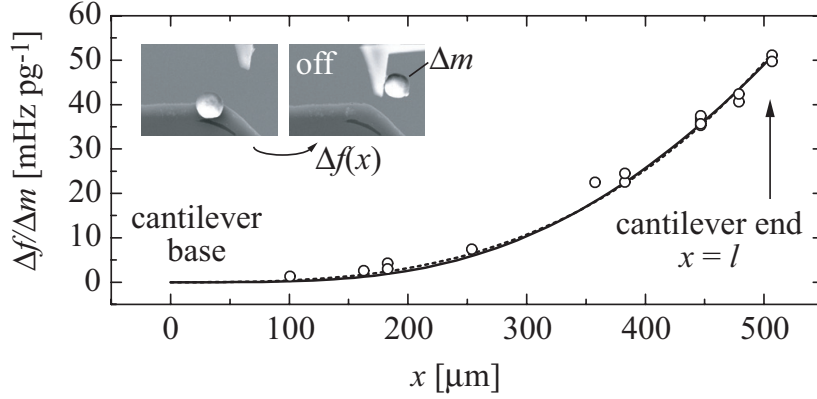 Δf/Δm [mHz pg⁻¹]
60
50
40
30
20
10
0
off
Δm
Δf(x)
cantilever
base
cantilever end
x = l
0
100
200
300
400
500
x [μm]